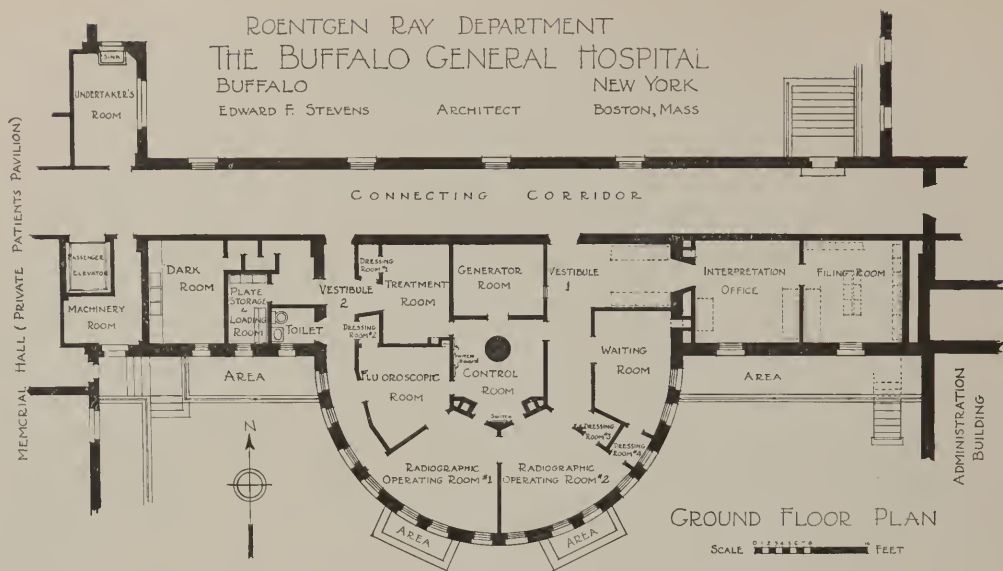 ROENTGEN RAY DEPARTMENT
THE BUFFALO GENERAL HOSPITAL
BUFFALO NEW YORK
EDWARD F. STEVENS ARCHITECT BOSTON, MASS
SINK
UNDERTAKER'S
ROOM
MEMORIAL HALL (PRIVATE PATIENTS PAVILION)
CONNECTING CORRIDOR
PASSENGER
ELEVATOR
MACHINERY
ROOM
DARK
ROOM
PLATE
STORAGE
&
LOADING
ROOM
TOILET
VESTIBULE
2
DRESSING
ROOM #1
TREATMENT
ROOM
GENERATOR
ROOM
VESTIBULE
1
INTERPRETATION
OFFICE
FILING ROOM
DRESSING
ROOM #2
FLUOROSCOPIC
ROOM
SWITCH
BOARD
CONTROL
ROOM
SWITCH
WAITING
ROOM
AREA
AREA
DRESSING
ROOM #3
DRESSING
ROOM #4
RADIOGRAPHIC
OPERATING ROOM #1
RADIOGRAPHIC
OPERATING ROOM #2
AREA
AREA
N
ADMINISTRATION
BUILDING
GROUND FLOOR PLAN
SCALE FEET